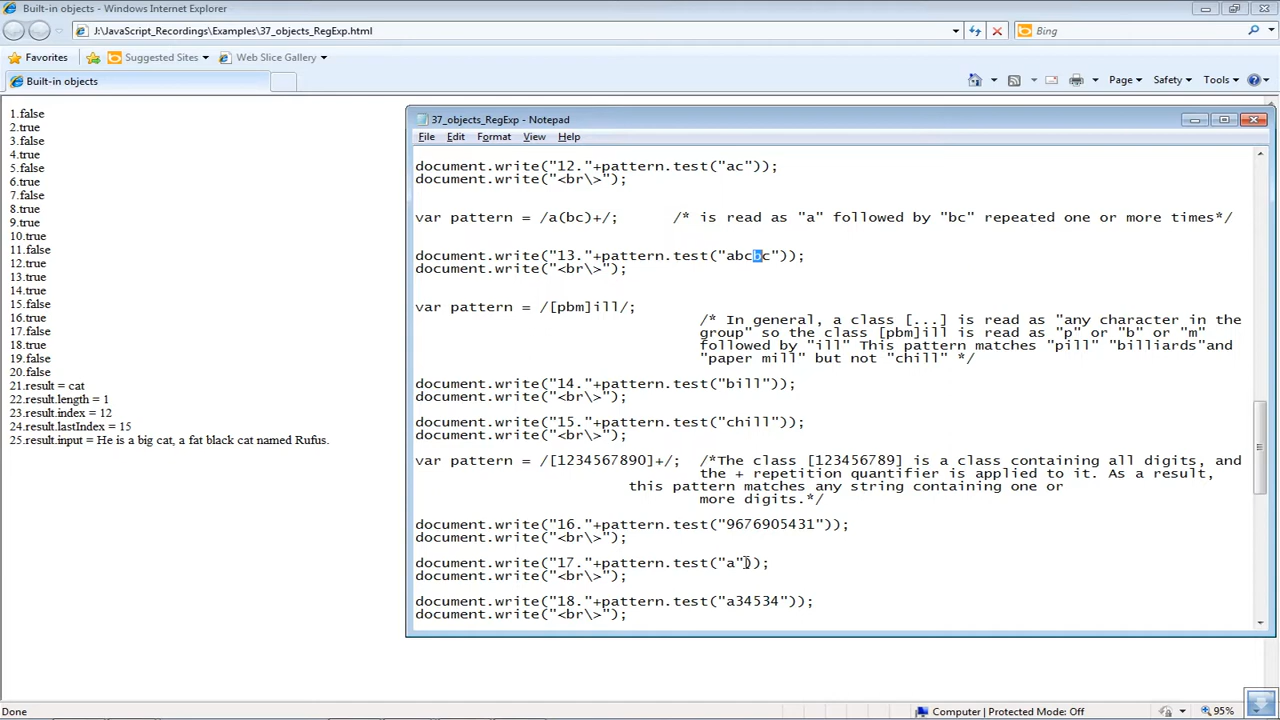 Built-in objects - Windows Internet Explorer
J:\JavaScript_Recordings\Examples\37_objects_RegExp.html
Bing
Favorites Suggested Sites Web Slice Gallery
Built-in objects Page Safety Tools
1.false
2.true
3.false
4.true
5.false
6.true
7.false
8.true
9.true
10.true
11.false
12.true
13.true
14.true
15.false
16.true
17.false
18.true
19.false
20.false
21.result = cat
22.result.length = 1
23.result.index = 12
24.result.lastIndex = 15
25.result.input = He is a big cat, a fat black cat named Rufus.
37_objects_RegExp - Notepad
File Edit Format View Help
document.write("12."+pattern.test("ac"));
document.write("<br\>");
var pattern = /a(bc)+/; /* is read as "a" followed by "bc" repeated one or more times*/
document.write("13."+pattern.test("abcbc"));
document.write("<br\>");
var pattern = /[pbm]ill/;
/* In general, a class [...] is read as "any character in the
group" so the class [pbm]ill is read as "p" or "b" or "m"
followed by "ill" This pattern matches "pill" "billiards"and
"paper mill" but not "chill" */
document.write("14."+pattern.test("bill"));
document.write("<br\>");
document.write("15."+pattern.test("chill"));
document.write("<br\>");
var pattern = /[1234567890]+/; /*The class [123456789] is a class containing all digits, and
the + repetition quantifier is applied to it. As a result,
this pattern matches any string containing one or
more digits.*/
document.write("16."+pattern.test("9676905431"));
document.write("<br\>");
document.write("17."+pattern.test("a"));
document.write("<br\>");
document.write("18."+pattern.test("a34534"));
document.write("<br\>");
Done Computer | Protected Mode: Off 95%